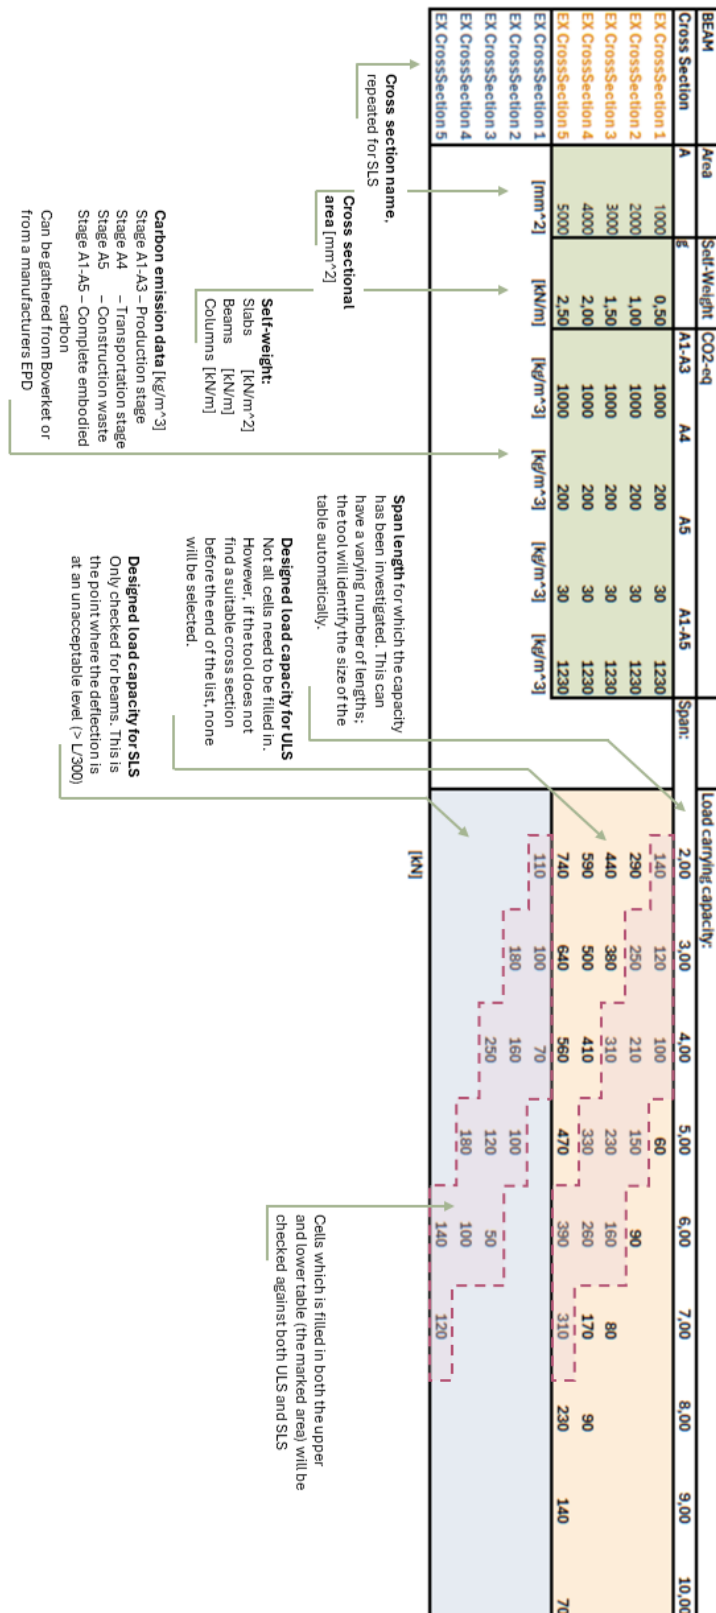 BEAM Area Self-Weight CO2-eq Load carrying capacity:
Cross Section A g A1-A3 A4 A5 A1-A5 Span: 2,00 3,00 4,00 5,00 6,00 7,00 8,00 9,00 10,00
EX CrossSection 1 1000 0,50 1000 200 30 1230 140 120 100 60
EX CrossSection 2 2000 1,00 1000 200 30 1230 290 250 210 150 90
EX CrossSection 3 3000 1,50 1000 200 30 1230 440 380 310 230 160 80
EX CrossSection 4 4000 2,00 1000 200 30 1230 590 500 410 330 260 170 90
EX CrossSection 5 5000 2,50 1000 200 30 1230 740 640 560 470 390 310 230 140 70
EX CrossSection 1 [mm^2] [kN/m] [kg/m^3] [kg/m^3] [kg/m^3] [kg/m^3] 110 100 70
EX CrossSection 2 180 160 100
EX CrossSection 3 250 120 50
EX CrossSection 4 180 100
EX CrossSection 5 140 120
[kN]
Cross section name,
repeated for SLS
Cross sectional
area [mm^2]
Self-weight:
Slabs [kN/m^2]
Beams [kN/m]
Columns [kN/m]
Carbon emission data [kg/m^3]
Stage A1-A3 – Production stage
Stage A4 – Transportation stage
Stage A5 – Construction waste
Stage A1-A5 – Complete embodied
carbon
Can be gathered from Boverket or
from a manufacturers EPD
Span length for which the capacity
has been investigated. This can
have a varying number of lengths;
the tool will identify the size of the
table automatically.
Designed load capacity for ULS
Not all cells need to be filled in.
However, if the tool does not
find a suitable cross section
before the end of the list, none
will be selected.
Designed load capacity for SLS
Only checked for beams. This is
the point where the deflection is
at an unacceptable level (> L/300)
Cells which is filled in both the upper
and lower table (the marked area) will be
checked against both ULS and SLS